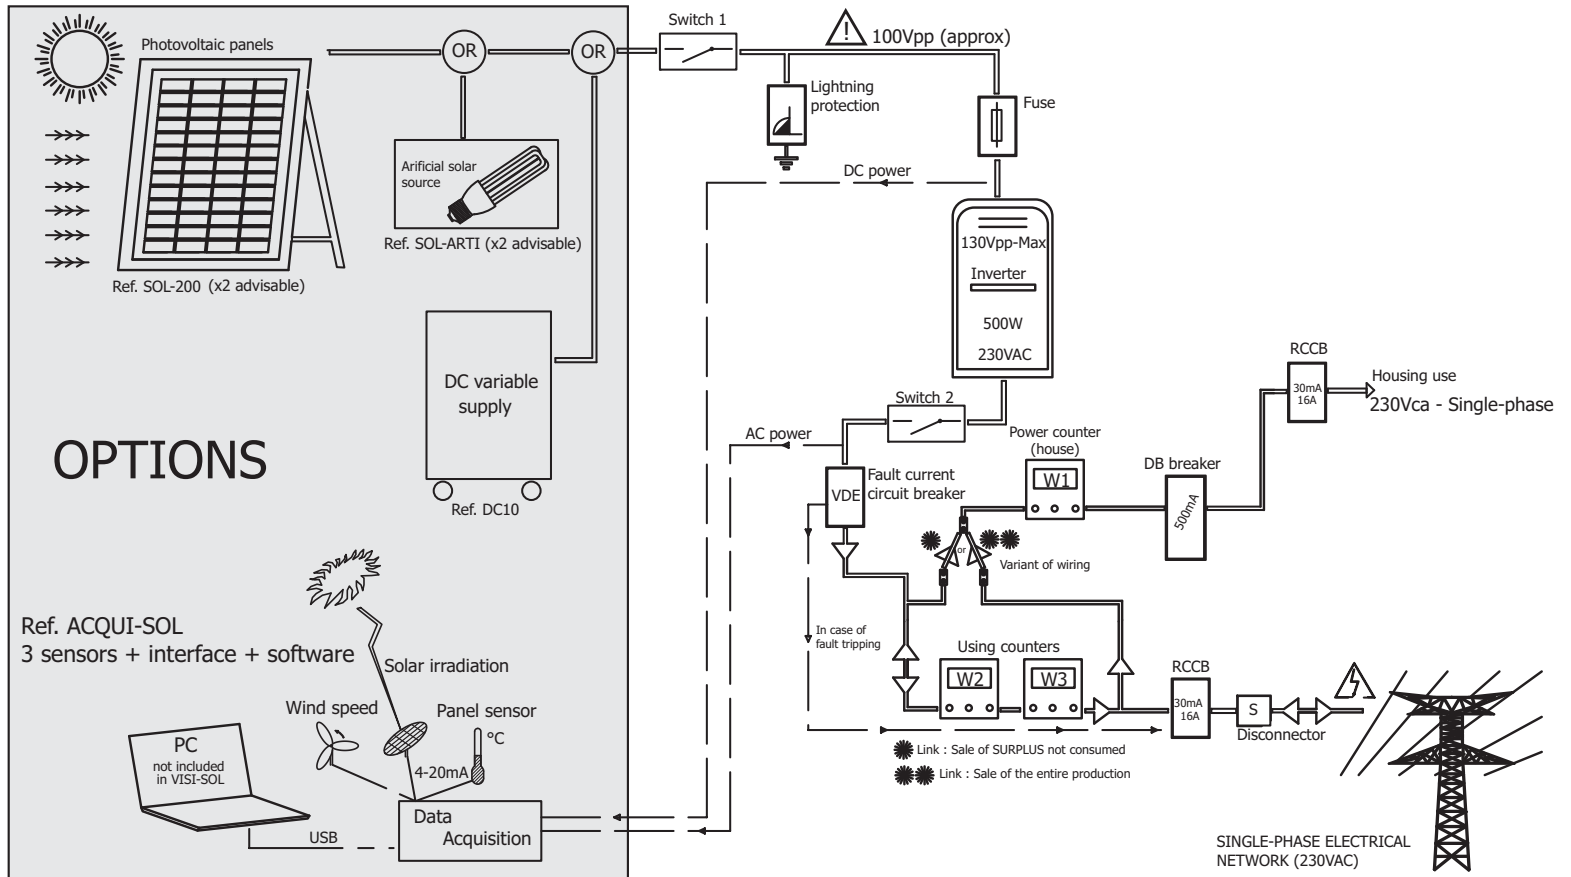 Photovoltaic panels
OR
OR
Switch 1
!
100Vpp (approx)
Lightning
protection
Fuse
Arificial solar
source
Ref. SOL-ARTI (x2 advisable)
Ref. SOL-200 (x2 advisable)
DC power
130Vpp-Max
Inverter
500W
230VAC
DC variable
supply
Ref. DC10
OPTIONS
Switch 2
AC power
VDE
Fault current
circuit breaker
Power counter
(house)
W1
DB breaker
500mA
RCCB
30mA
16A
Housing use
230Vca - Single-phase
or
Variant of wiring
In case of
fault tripping
Using counters
W2
W3
RCCB
30mA
16A
S
Disconnector
Link : Sale of SURPLUS not consumed
Link : Sale of the entire production
SINGLE-PHASE ELECTRICAL
NETWORK (230VAC)
Ref. ACQUI-SOL
3 sensors + interface + software
Solar irradiation
Wind speed
Panel sensor
°C
4-20mA
PC
not included
in VISI-SOL
USB
Data
Acquisition